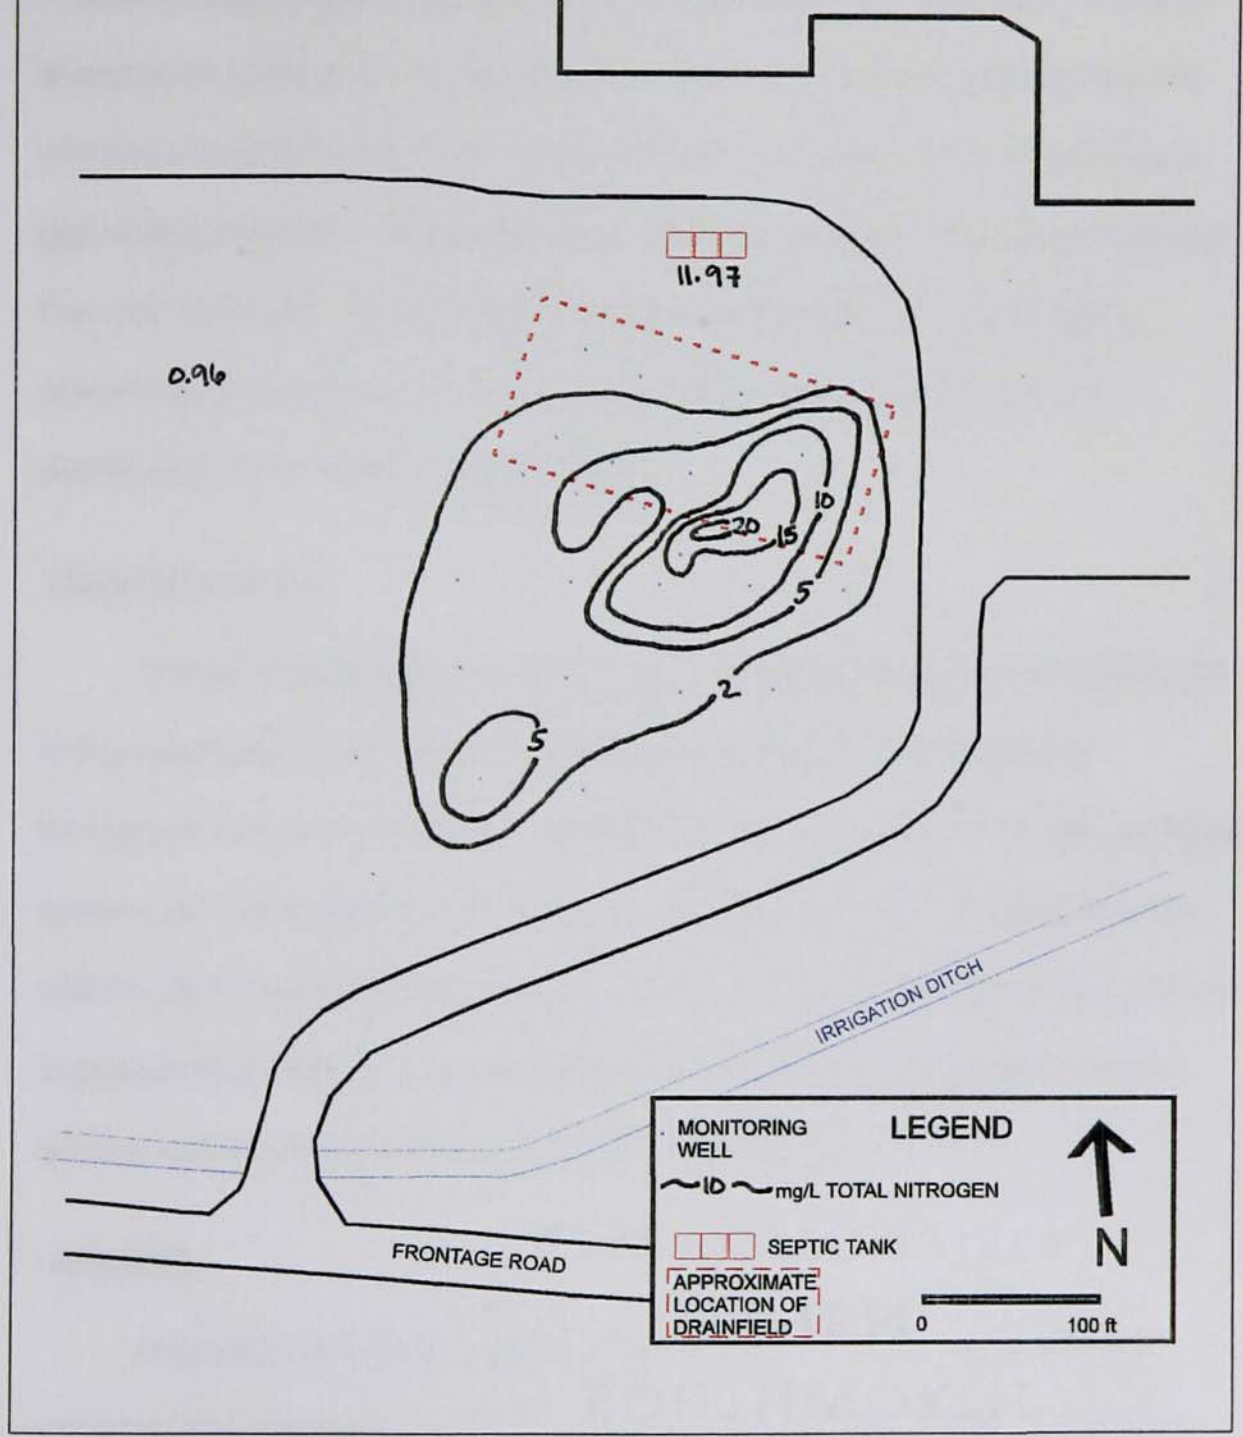 11.97
0.96
10
20
15
5
2
5
IRRIGATION DITCH
LEGEND
MONITORING
WELL
10 mg/L TOTAL NITROGEN
N
SEPTIC TANK
APPROXIMATE
LOCATION OF
DRAINFIELD
0 100 ft
FRONTAGE ROAD